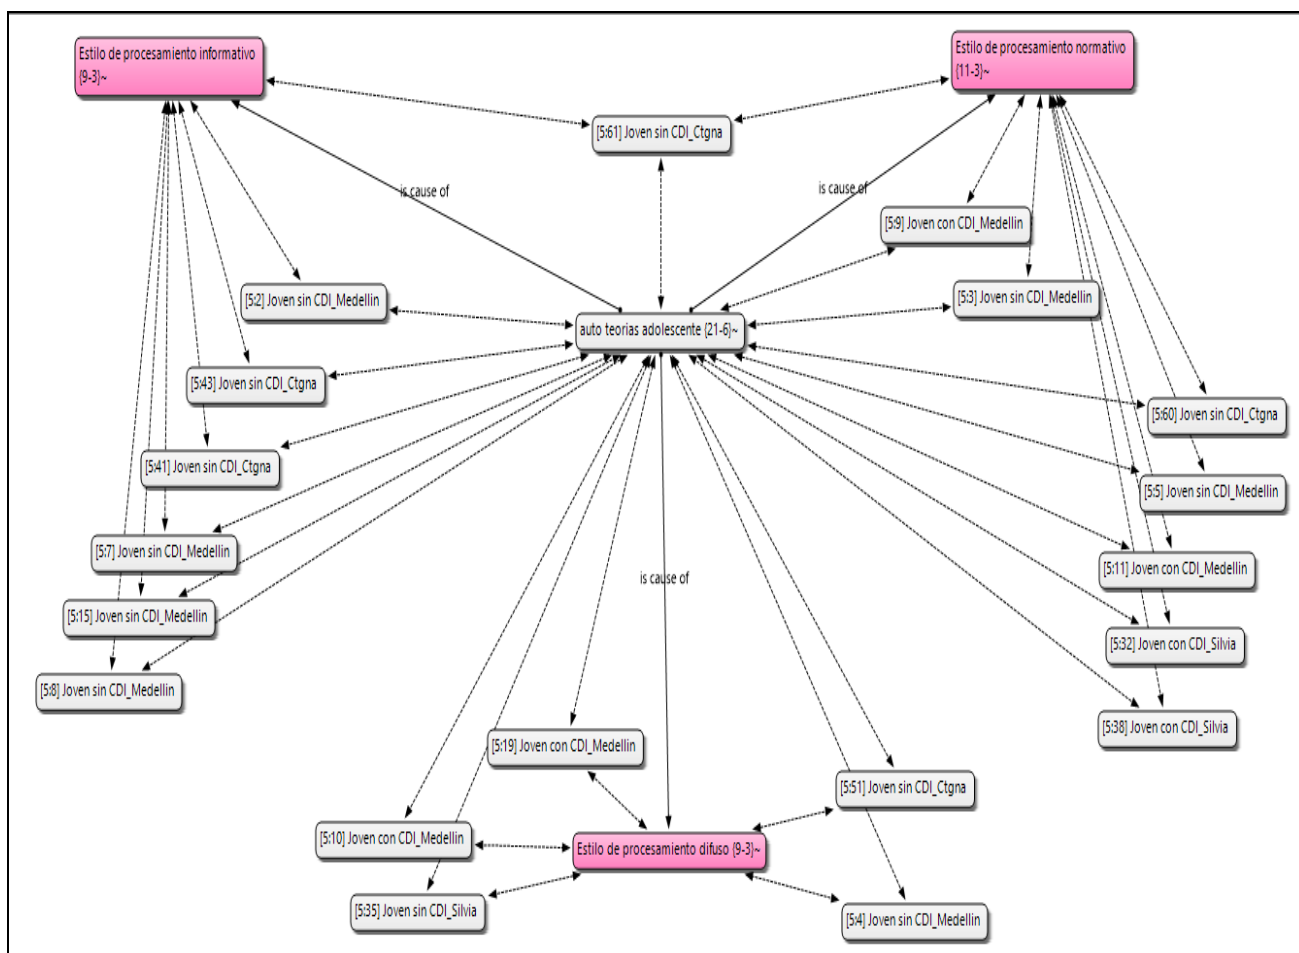 Estilo de procesamiento informativo
{9-3}~
Estilo de procesamiento normativo
{11-3}~
[5:61] Joven sin CDI_Ctgna
is cause of
is cause of
[5:9] Joven con CDI_Medellin
[5:2] Joven sin CDI_Medellin
[5:3] Joven sin CDI_Medellin
auto teorias adolescente {21-6}~
[5:43] Joven sin CDI_Ctgna
[5:60] Joven sin CDI_Ctgna
[5:41] Joven sin CDI_Ctgna
[5:5] Joven sin CDI_Medellin
[5:7] Joven sin CDI_Medellin
[5:11] Joven con CDI_Medellin
is cause of
[5:15] Joven sin CDI_Medellin
[5:32] Joven con CDI_Silvia
[5:8] Joven sin CDI_Medellin
[5:38] Joven con CDI_Silvia
[5:19] Joven con CDI_Medellin
[5:51] Joven sin CDI_Ctgna
[5:10] Joven con CDI_Medellin
Estilo de procesamiento difuso {9-3}~
[5:35] Joven sin CDI_Silvia
[5:4] Joven sin CDI_Medellin